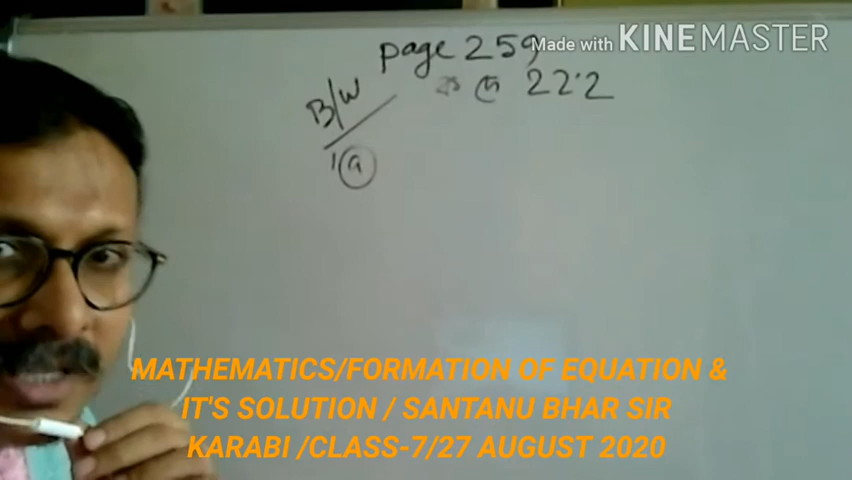 page 259
Made with KINEMASTER
22.2
B/W
1
MATHEMATICS/FORMATION OF EQUATION &
IT'S SOLUTION / SANTANU BHAR SIR
KARABI /CLASS-7/27 AUGUST 2020